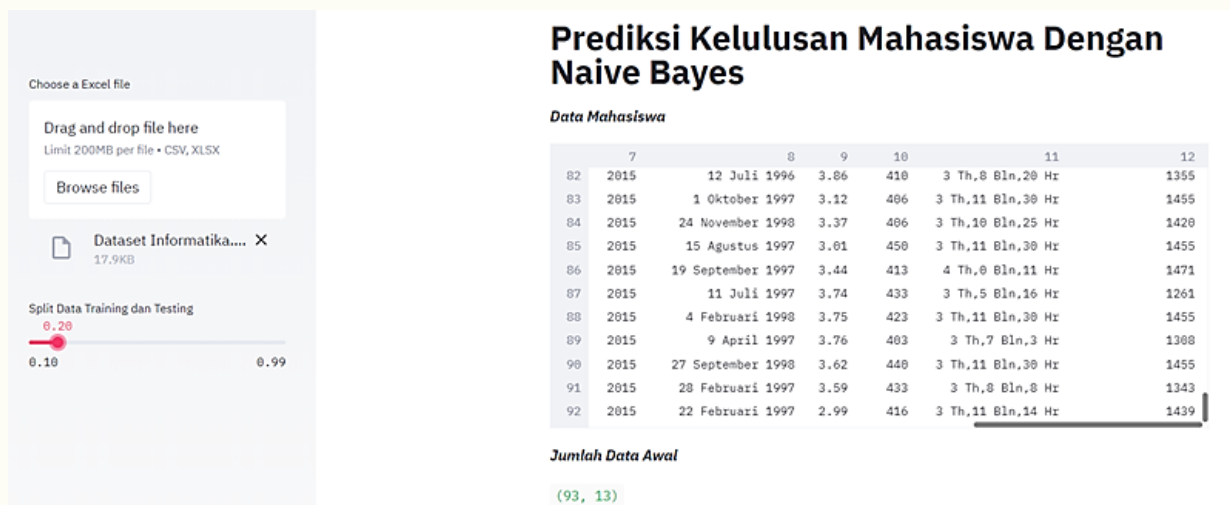 Choose a Excel file
Drag and drop file here
Limit 200MB per file • CSV, XLSX
Browse files
Dataset Informatika....
17.9KB
Split Data Training dan Testing
0.20
0.10 0.99
Prediksi Kelulusan Mahasiswa Dengan
Naive Bayes
Data Mahasiswa
7 8 9 10 11 12
82 2015 12 Juli 1996 3.86 410 3 Th,8 Bln,20 Hr 1355
83 2015 1 Oktober 1997 3.12 406 3 Th,11 Bln,30 Hr 1455
84 2015 24 November 1998 3.37 406 3 Th,10 Bln,25 Hr 1420
85 2015 15 Agustus 1997 3.01 450 3 Th,11 Bln,30 Hr 1455
86 2015 19 September 1997 3.44 413 4 Th,0 Bln,11 Hr 1471
87 2015 11 Juli 1997 3.74 433 3 Th,5 Bln,16 Hr 1261
88 2015 4 Februari 1998 3.75 423 3 Th,11 Bln,30 Hr 1455
89 2015 9 April 1997 3.76 403 3 Th,7 Bln,3 Hr 1308
90 2015 27 September 1998 3.62 440 3 Th,11 Bln,30 Hr 1455
91 2015 28 Februari 1997 3.59 433 3 Th,8 Bln,8 Hr 1343
92 2015 22 Februari 1997 2.99 416 3 Th,11 Bln,14 Hr 1439
Jumlah Data Awal
(93, 13)